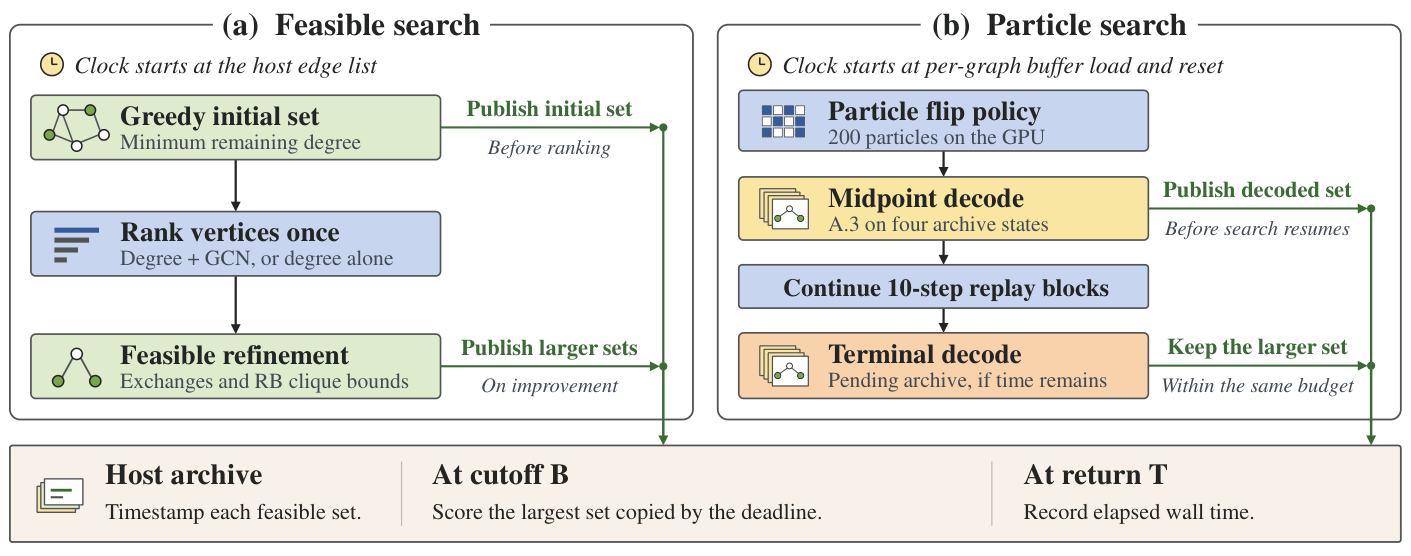 (a) Feasible search
Clock starts at the host edge list
Greedy initial set
Minimum remaining degree
Publish initial set
Before ranking
Rank vertices once
Degree + GCN, or degree alone
Feasible refinement
Exchanges and RB clique bounds
Publish larger sets
On improvement
(b) Particle search
Clock starts at per-graph buffer load and reset
Particle flip policy
200 particles on the GPU
Midpoint decode
A.3 on four archive states
Publish decoded set
Before search resumes
Continue 10-step replay blocks
Terminal decode
Pending archive, if time remains
Keep the larger set
Within the same budget
Host archive
Timestamp each feasible set.
At cutoff B
Score the largest set copied by the deadline.
At return T
Record elapsed wall time.